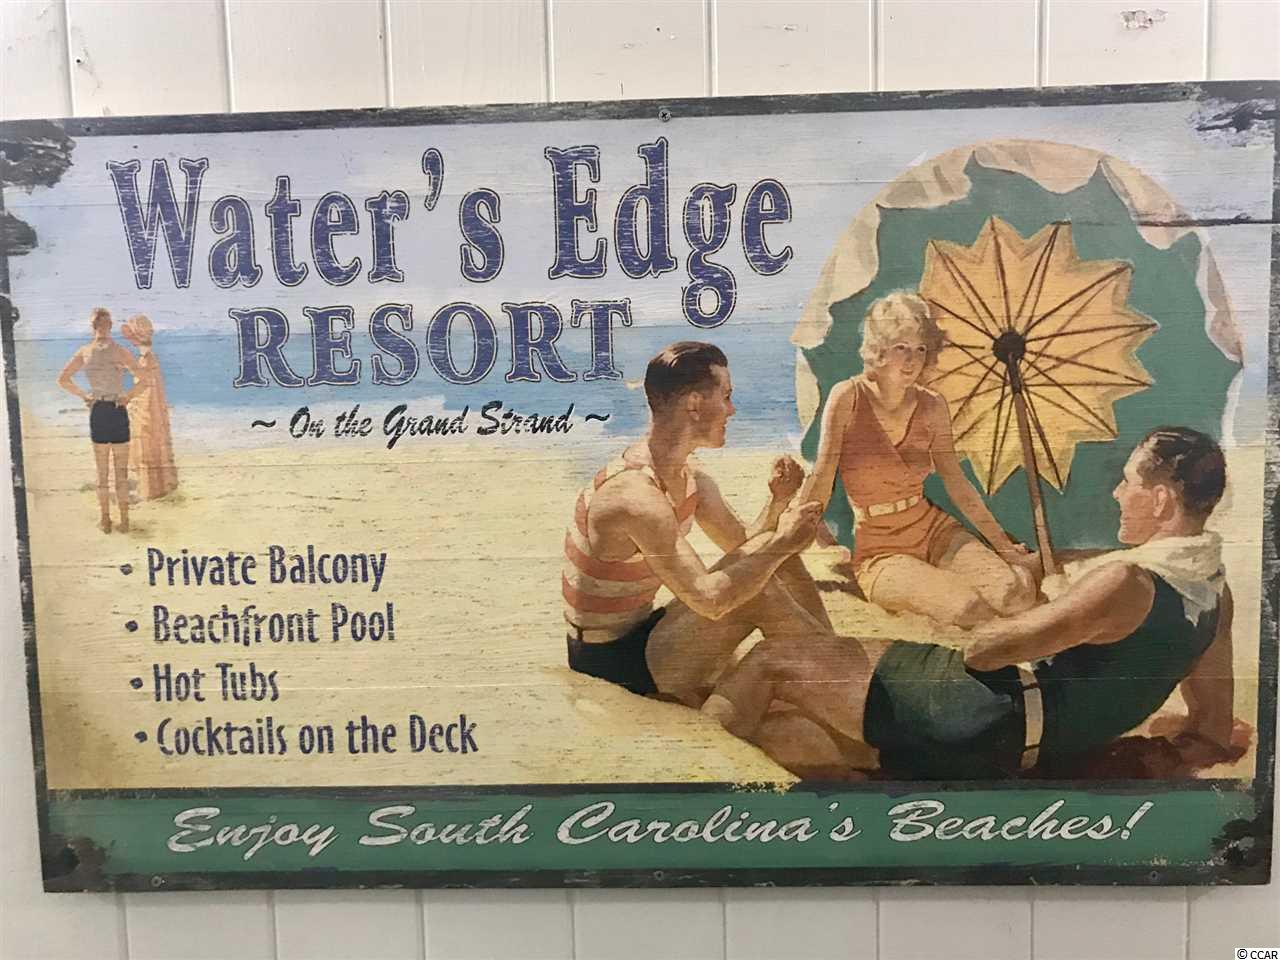 Water's Edge
RESORT
~ On the Grand Strand ~
• Private Balcony
• Beachfront Pool
• Hot Tubs
• Cocktails on the Deck
Enjoy South Carolina's Beaches!
© CCAR